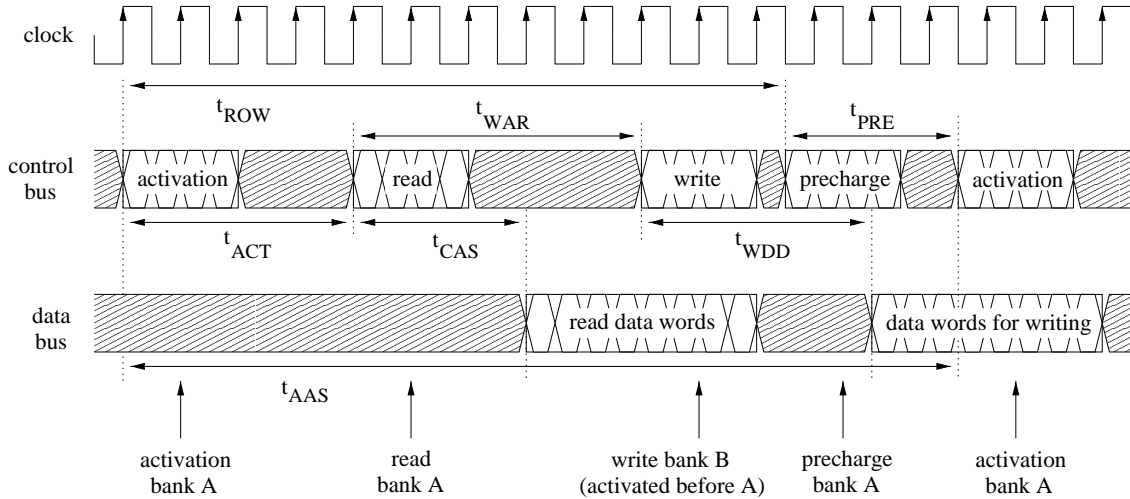 clock
t_ROW
t_WAR
t_PRE
control
bus
activation
read
write
precharge
activation
t_ACT
t_CAS
t_WDD
data
bus
read data words
data words for writing
t_AAS
activation
bank A
read
bank A
write bank B
(activated before A)
precharge
bank A
activation
bank A